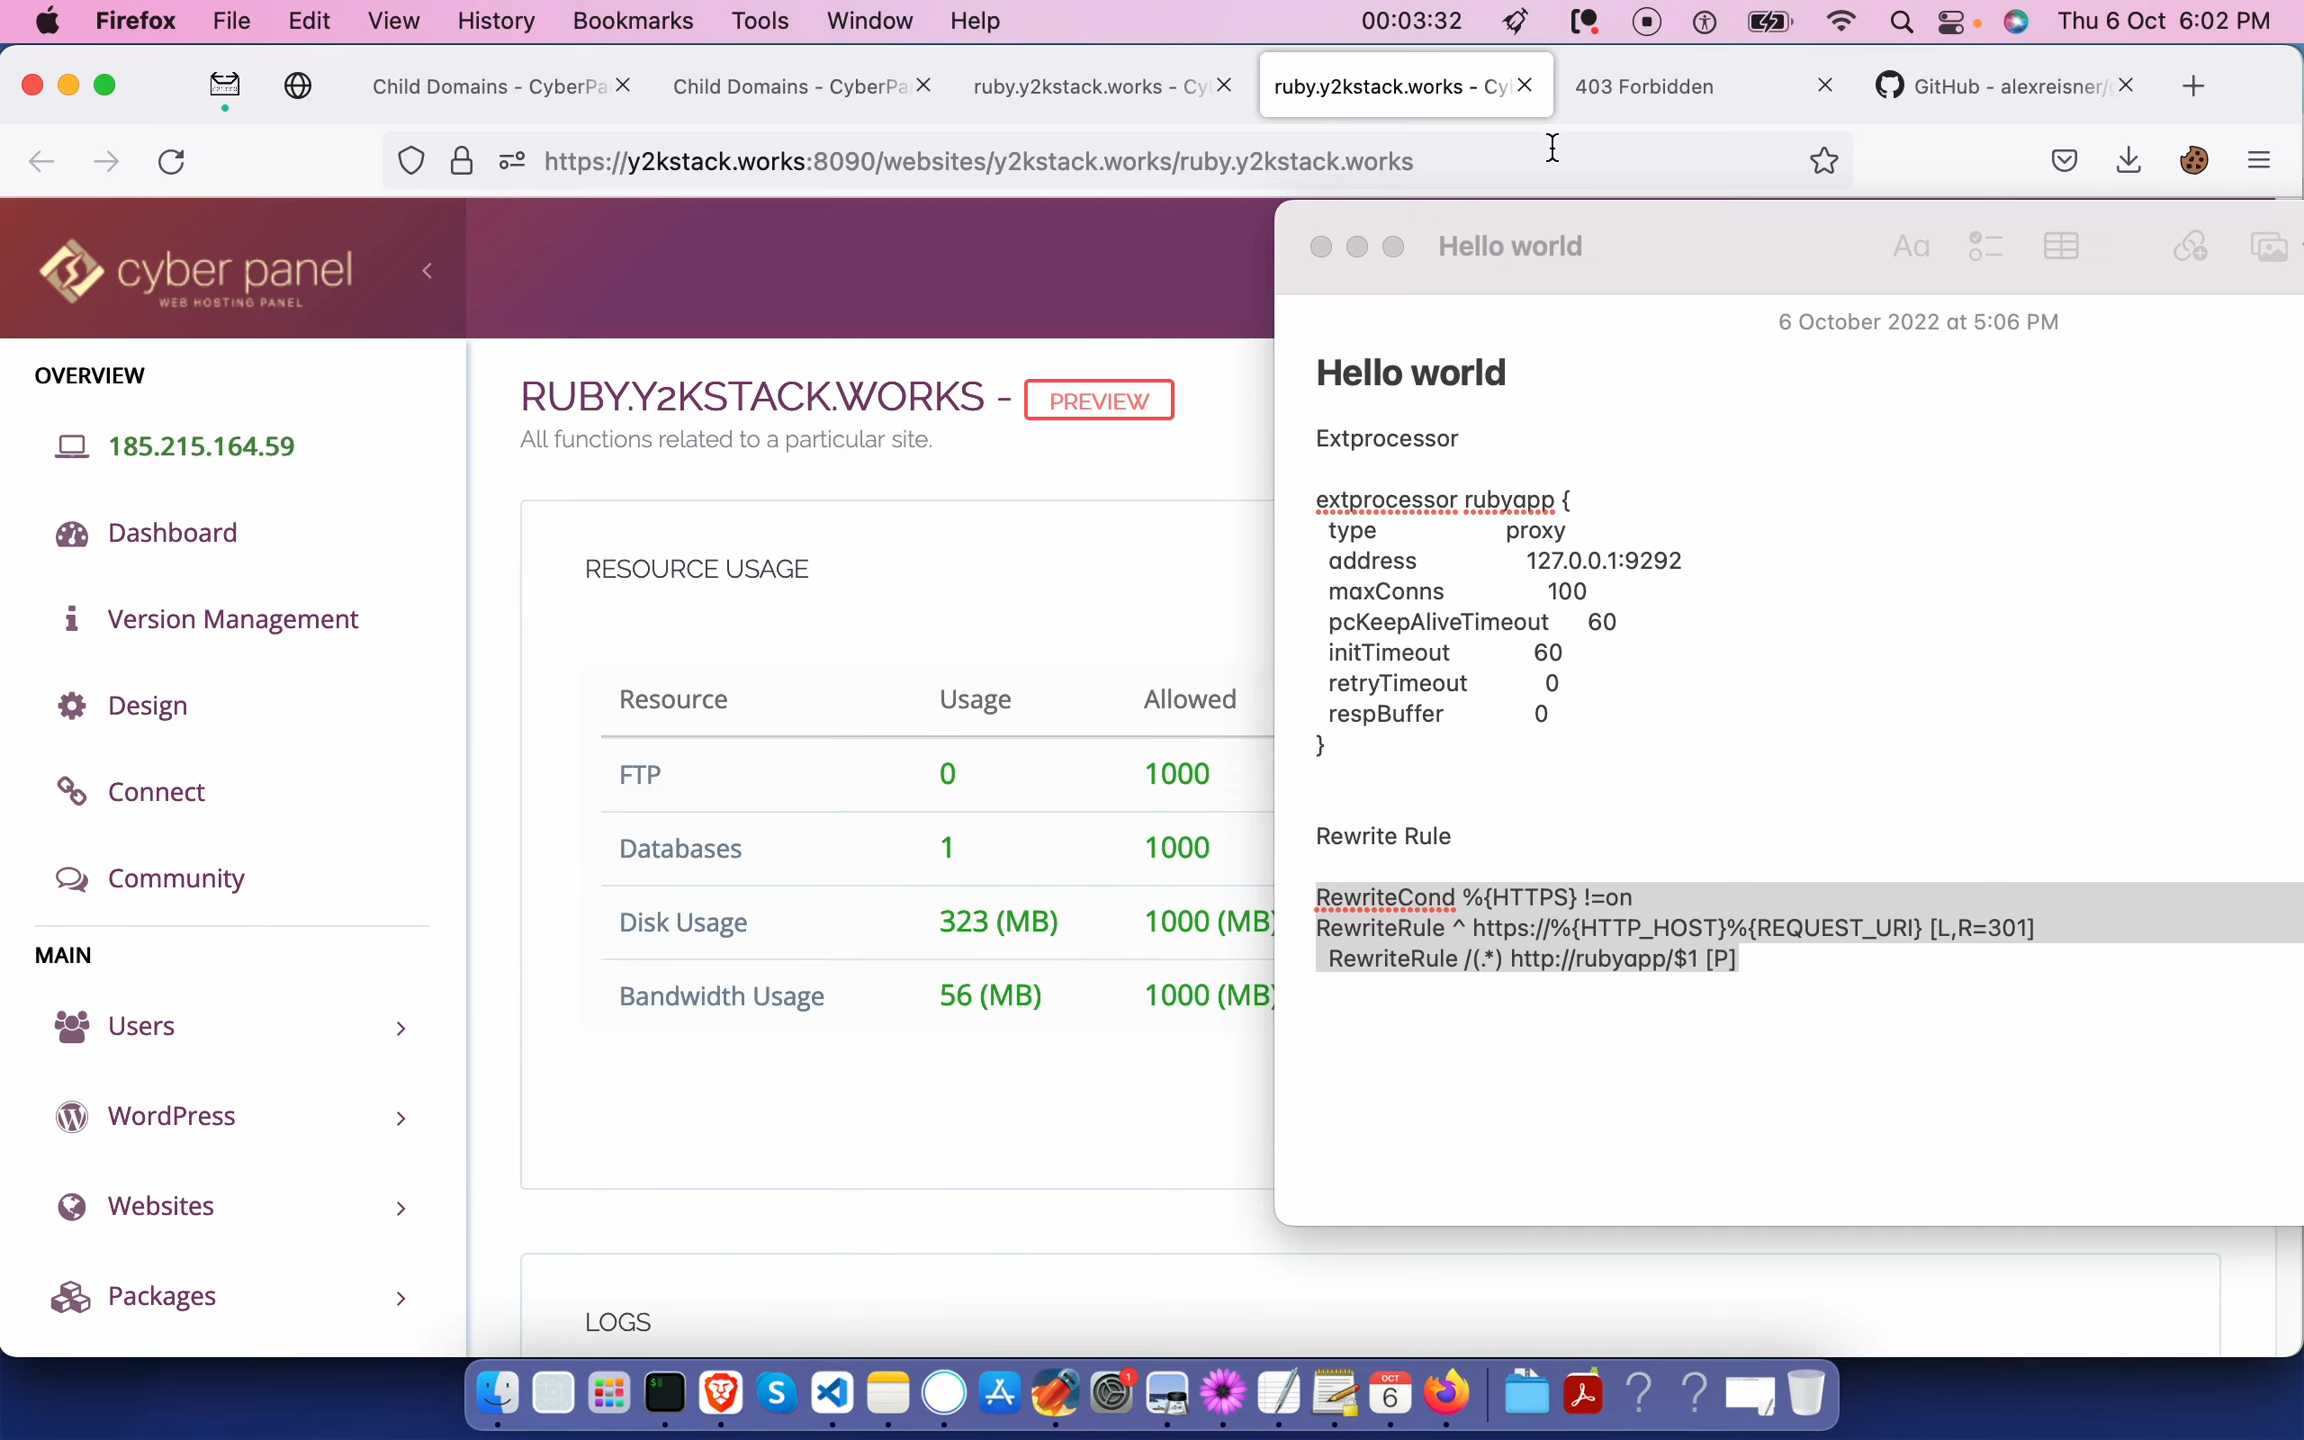 Firefox File Edit View History Bookmarks Tools Window Help 00:03:32 Thu 6 Oct 6:02 PM
Child Domains - CyberPa
Child Domains - CyberPa
ruby.y2kstack.works - Cy
ruby.y2kstack.works - Cy
403 Forbidden
GitHub - alexreisner/
https://y2kstack.works:8090/websites/y2kstack.works/ruby.y2kstack.works
cyber panel
WEB HOSTING PANEL
OVERVIEW
185.215.164.59
Dashboard
Version Management
Design
Connect
Community
MAIN
Users
WordPress
Websites
Packages
RUBY.Y2KSTACK.WORKS - PREVIEW
All functions related to a particular site.
RESOURCE USAGE
Resource Usage Allowed
FTP 0 1000
Databases 1 1000
Disk Usage 323 (MB) 1000 (MB)
Bandwidth Usage 56 (MB) 1000 (MB)
LOGS
Hello world
Aa
6 October 2022 at 5:06 PM
Hello world
Extprocessor
extprocessor rubyapp {
type proxy
address 127.0.0.1:9292
maxConns 100
pcKeepAliveTimeout 60
initTimeout 60
retryTimeout 0
respBuffer 0
}
Rewrite Rule
RewriteCond %{HTTPS} !=on
RewriteRule ^ https://%{HTTP_HOST}%{REQUEST_URI} [L,R=301]
RewriteRule /(.*) http://rubyapp/$1 [P]
$
S
1
OCT
6
? ?